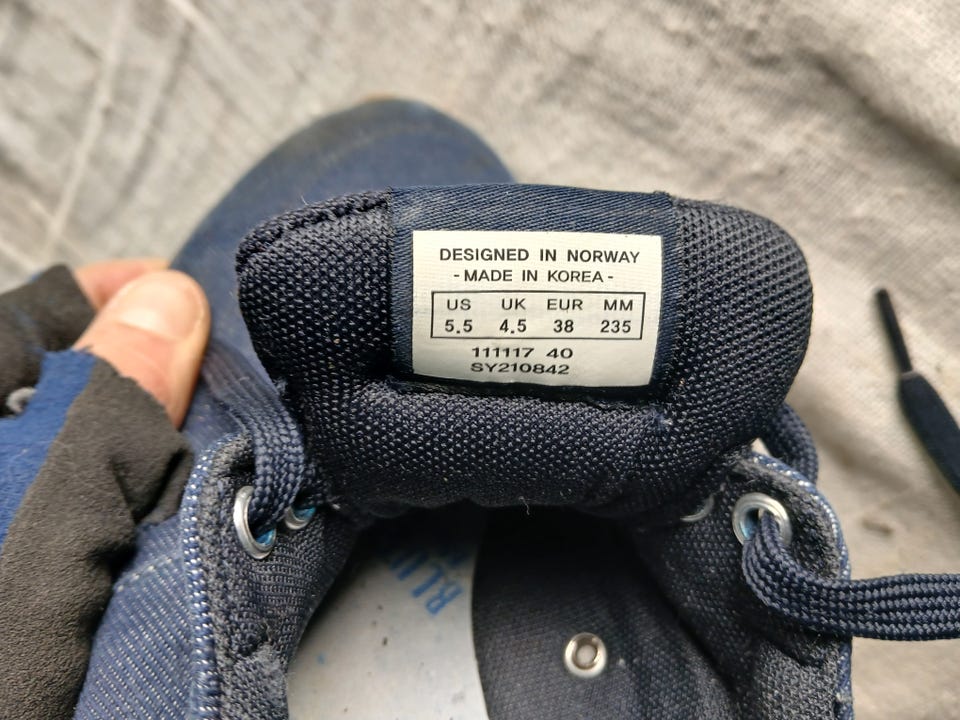 DESIGNED IN NORWAY
- MADE IN KOREA -
US UK EUR MM
5.5 4.5 38 235
111117 40
SY210842